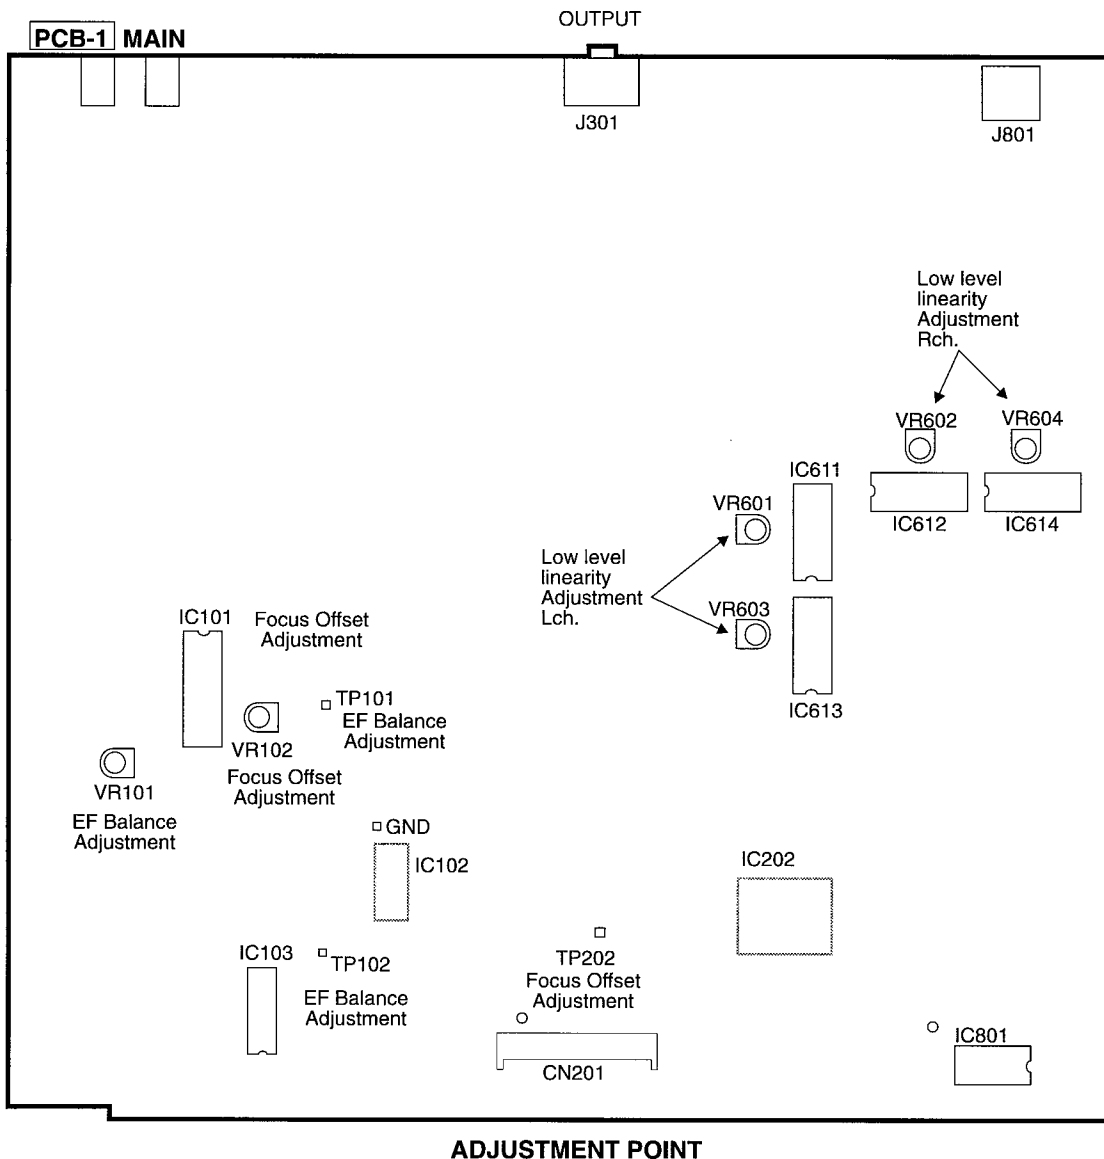 OUTPUT
PCB-1 MAIN
J301
J801
Low level
linearity
Adjustment
Rch.
VR602
VR604
IC611
VR601
IC612
IC614
Low level
linearity
Adjustment
Lch.
VR603
IC613
IC101
Focus Offset
Adjustment
TP101
EF Balance
Adjustment
VR102
Focus Offset
Adjustment
VR101
EF Balance
Adjustment
GND
IC102
IC202
IC103
TP102
EF Balance
Adjustment
TP202
Focus Offset
Adjustment
IC801
CN201
ADJUSTMENT POINT